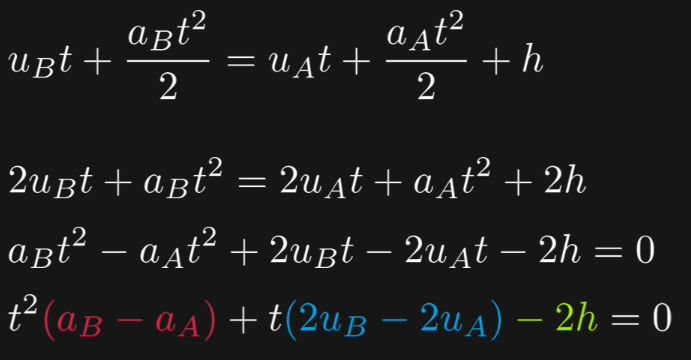 u_B t + \frac{a_B t^2}{2} = u_A t + \frac{a_A t^2}{2} + h
2u_B t + a_B t^2 = 2u_A t + a_A t^2 + 2h
a_B t^2 - a_A t^2 + 2u_B t - 2u_A t - 2h = 0
t^2(a_B - a_A) + t(2u_B - 2u_A) - 2h = 0